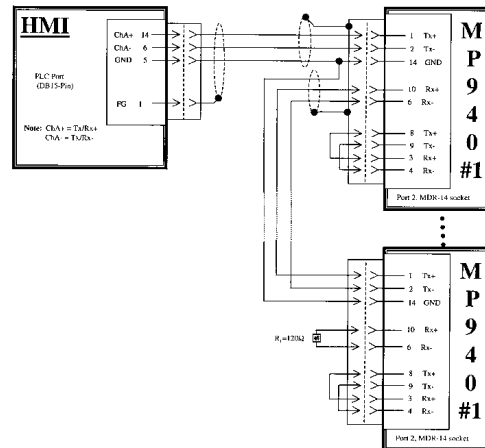 HMI
PLC Port
(DB15-Pin)
ChA+ 14
ChA- 6
GND 5
FG 1
Note: ChA+ = Tx/Rx+
ChA- = Tx/Rx-
1 Tx+
2 Tx-
14 GND
10 Rx+
6 Rx-
8 Tx+
9 Tx-
3 Rx+
4 Rx-
Port 2, MDR-14 socket
M
P
9
4
0
#1
1 Tx+
2 Tx-
14 GND
10 Rx+
6 Rx-
8 Tx+
9 Tx-
3 Rx+
4 Rx-
Port 2, MDR-14 socket
M
P
9
4
0
#1